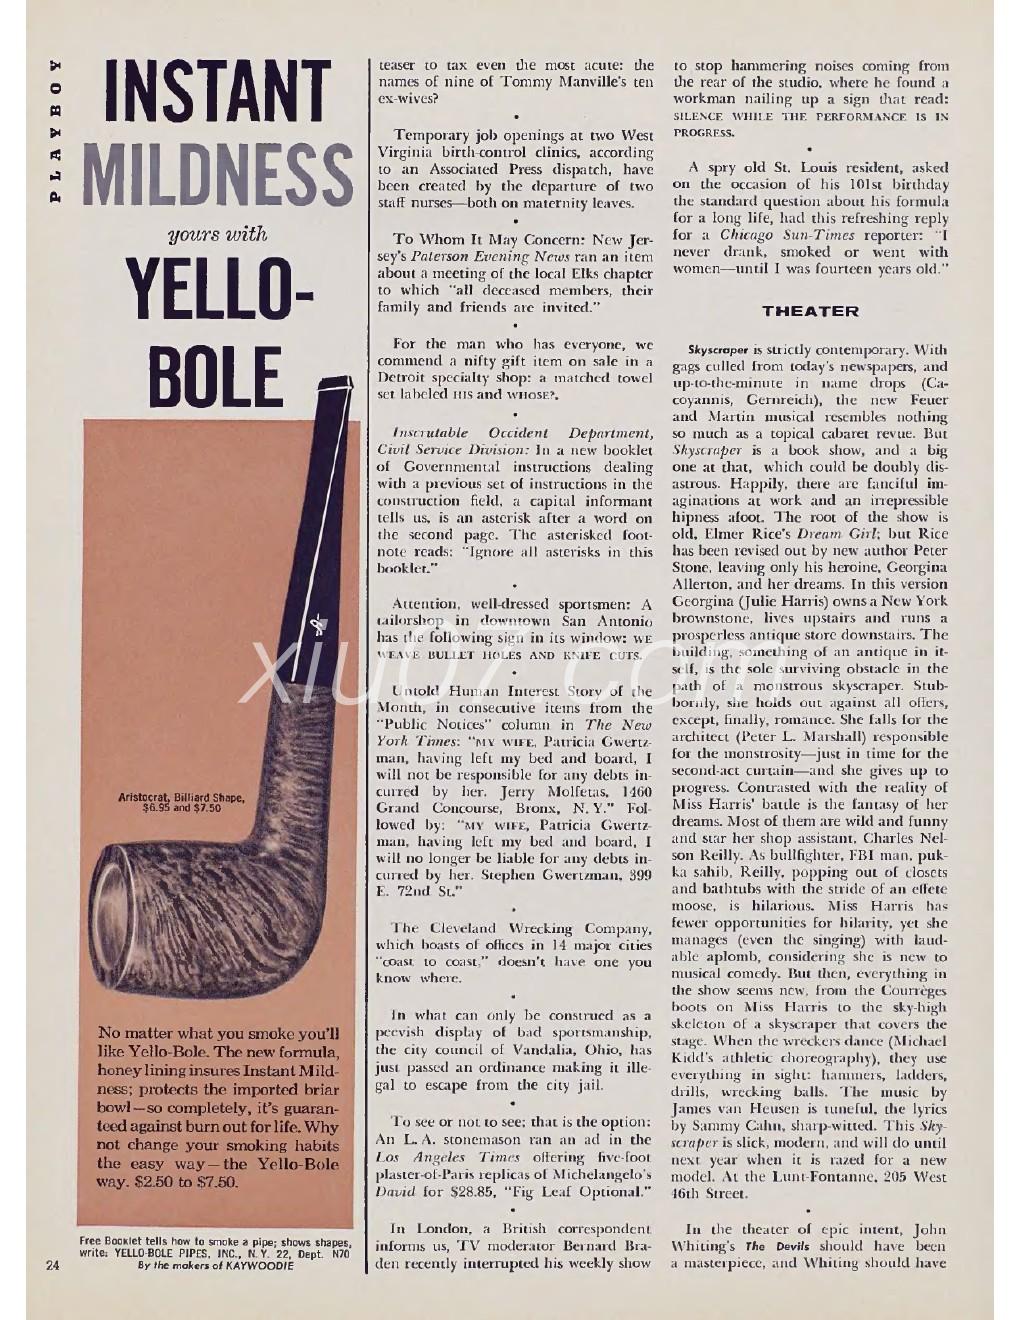 PLAYBOY
INSTANT
MILDNESS
yours with
YELLO-
BOLE
Aristocrat, Billiard Shape,
$6.95 and $7.50
No matter what you smoke you'll
like Yello-Bole. The new formula,
honey lining insures Instant Mild-
ness; protects the imported briar
bowl—so completely, it's guaran-
teed against burn out for life. Why
not change your smoking habits
the easy way—the Yello-Bole
way. $2.50 to $7.50.
Free Booklet tells how to smoke a pipe; shows shapes,
write: YELLO-BOLE PIPES, INC., N.Y. 22, Dept. N70
By the makers of KAYWOODIE
24
teaser to tax even the most acute: the
names of nine of Tommy Manville's ten
ex-wives?
•
Temporary job openings at two West
Virginia birth-control clinics, according
to an Associated Press dispatch, have
been created by the departure of two
staff nurses—both on maternity leaves.
•
To Whom It May Concern: New Jer-
sey's Paterson Evening News ran an item
about a meeting of the local Elks chapter
to which "all deceased members, their
family and friends are invited."
•
For the man who has everyone, we
commend a nifty gift item on sale in a
Detroit specialty shop: a matched towel
set labeled HIS and WHOSE?.
•
Inscrutable Occident Department,
Civil Service Division: In a new booklet
of Governmental instructions dealing
with a previous set of instructions in the
construction field, a capital informant
tells us, is an asterisk after a word on
the second page. The asterisked foot-
note reads: "Ignore all asterisks in this
booklet."
•
Attention, well-dressed sportsmen: A
tailorshop in downtown San Antonio
has the following sign in its window: WE
WEAVE BULLET HOLES AND KNIFE CUTS.
•
Untold Human Interest Story of the
Month, in consecutive items from the
"Public Notices" column in The New
York Times: "MY WIFE, Patricia Gwertz-
man, having left my bed and board, I
will not be responsible for any debts in-
curred by her. Jerry Molfetas, 1460
Grand Concourse, Bronx, N.Y." Fol-
lowed by: "MY WIFE, Patricia Gwertz-
man, having left my bed and board, I
will no longer be liable for any debts in-
curred by her. Stephen Gwertzman, 399
E. 72nd St."
•
The Cleveland Wrecking Company,
which boasts of offices in 14 major cities
"coast to coast," doesn't have one you
know where.
•
In what can only be construed as a
peevish display of bad sportsmanship,
the city council of Vandalia, Ohio, has
just passed an ordinance making it ille-
gal to escape from the city jail.
•
To see or not to see; that is the option:
An L.A. stonemason ran an ad in the
Los Angeles Times offering five-foot
plaster-of-Paris replicas of Michelangelo's
David for $28.85, "Fig Leaf Optional."
•
In London, a British correspondent
informs us, TV moderator Bernard Bra-
den recently interrupted his weekly show
to stop hammering noises coming from
the rear of the studio, where he found a
workman nailing up a sign that read:
SILENCE WHILE THE PERFORMANCE IS IN
PROGRESS.
•
A spry old St. Louis resident, asked
on the occasion of his 101st birthday
the standard question about his formula
for a long life, had this refreshing reply
for a Chicago Sun-Times reporter: "I
never drank, smoked or went with
women—until I was fourteen years old."
THEATER
Skyscraper is strictly contemporary. With
gags culled from today's newspapers, and
up-to-the-minute in name drops (Ca-
coyannis, Gernreich), the new Feuer
and Martin musical resembles nothing
so much as a topical cabaret revue. But
Skyscraper is a book show, and a big
one at that, which could be doubly dis-
astrous. Happily, there are fanciful im-
aginations at work and an irrepressible
hipness afoot. The root of the show is
old, Elmer Rice's Dream Girl; but Rice
has been revised out by new author Peter
Stone, leaving only his heroine, Georgina
Allerton, and her dreams. In this version
Georgina (Julie Harris) owns a New York
brownstone, lives upstairs and runs a
prosperless antique store downstairs. The
building, something of an antique in it-
self, is the sole surviving obstacle in the
path of a monstrous skyscraper. Stub-
bornly, she holds out against all offers,
except, finally, romance. She falls for the
architect (Peter L. Marshall) responsible
for the monstrosity—just in time for the
second-act curtain—and she gives up to
progress. Contrasted with the reality of
Miss Harris' battle is the fantasy of her
dreams. Most of them are wild and funny
and star her shop assistant, Charles Nel-
son Reilly. As bullfighter, FBI man, puk-
ka sahib, Reilly, popping out of closets
and bathtubs with the stride of an effete
moose, is hilarious. Miss Harris has
fewer opportunities for hilarity, yet she
manages (even the singing) with laud-
able aplomb, considering she is new to
musical comedy. But then, everything in
the show seems new, from the Courrèges
boots on Miss Harris to the sky-high
skeleton of a skyscraper that covers the
stage. When the wreckers dance (Michael
Kidd's athletic choreography), they use
everything in sight: hammers, ladders,
drills, wrecking balls. The music by
James van Heusen is tuneful, the lyrics
by Sammy Cahn, sharp-witted. This Sky-
scraper is slick, modern, and will do until
next year when it is razed for a new
model. At the Lunt-Fontanne, 205 West
46th Street.
•
In the theater of epic intent, John
Whiting's The Devils should have been
a masterpiece, and Whiting should have
xiu07.com